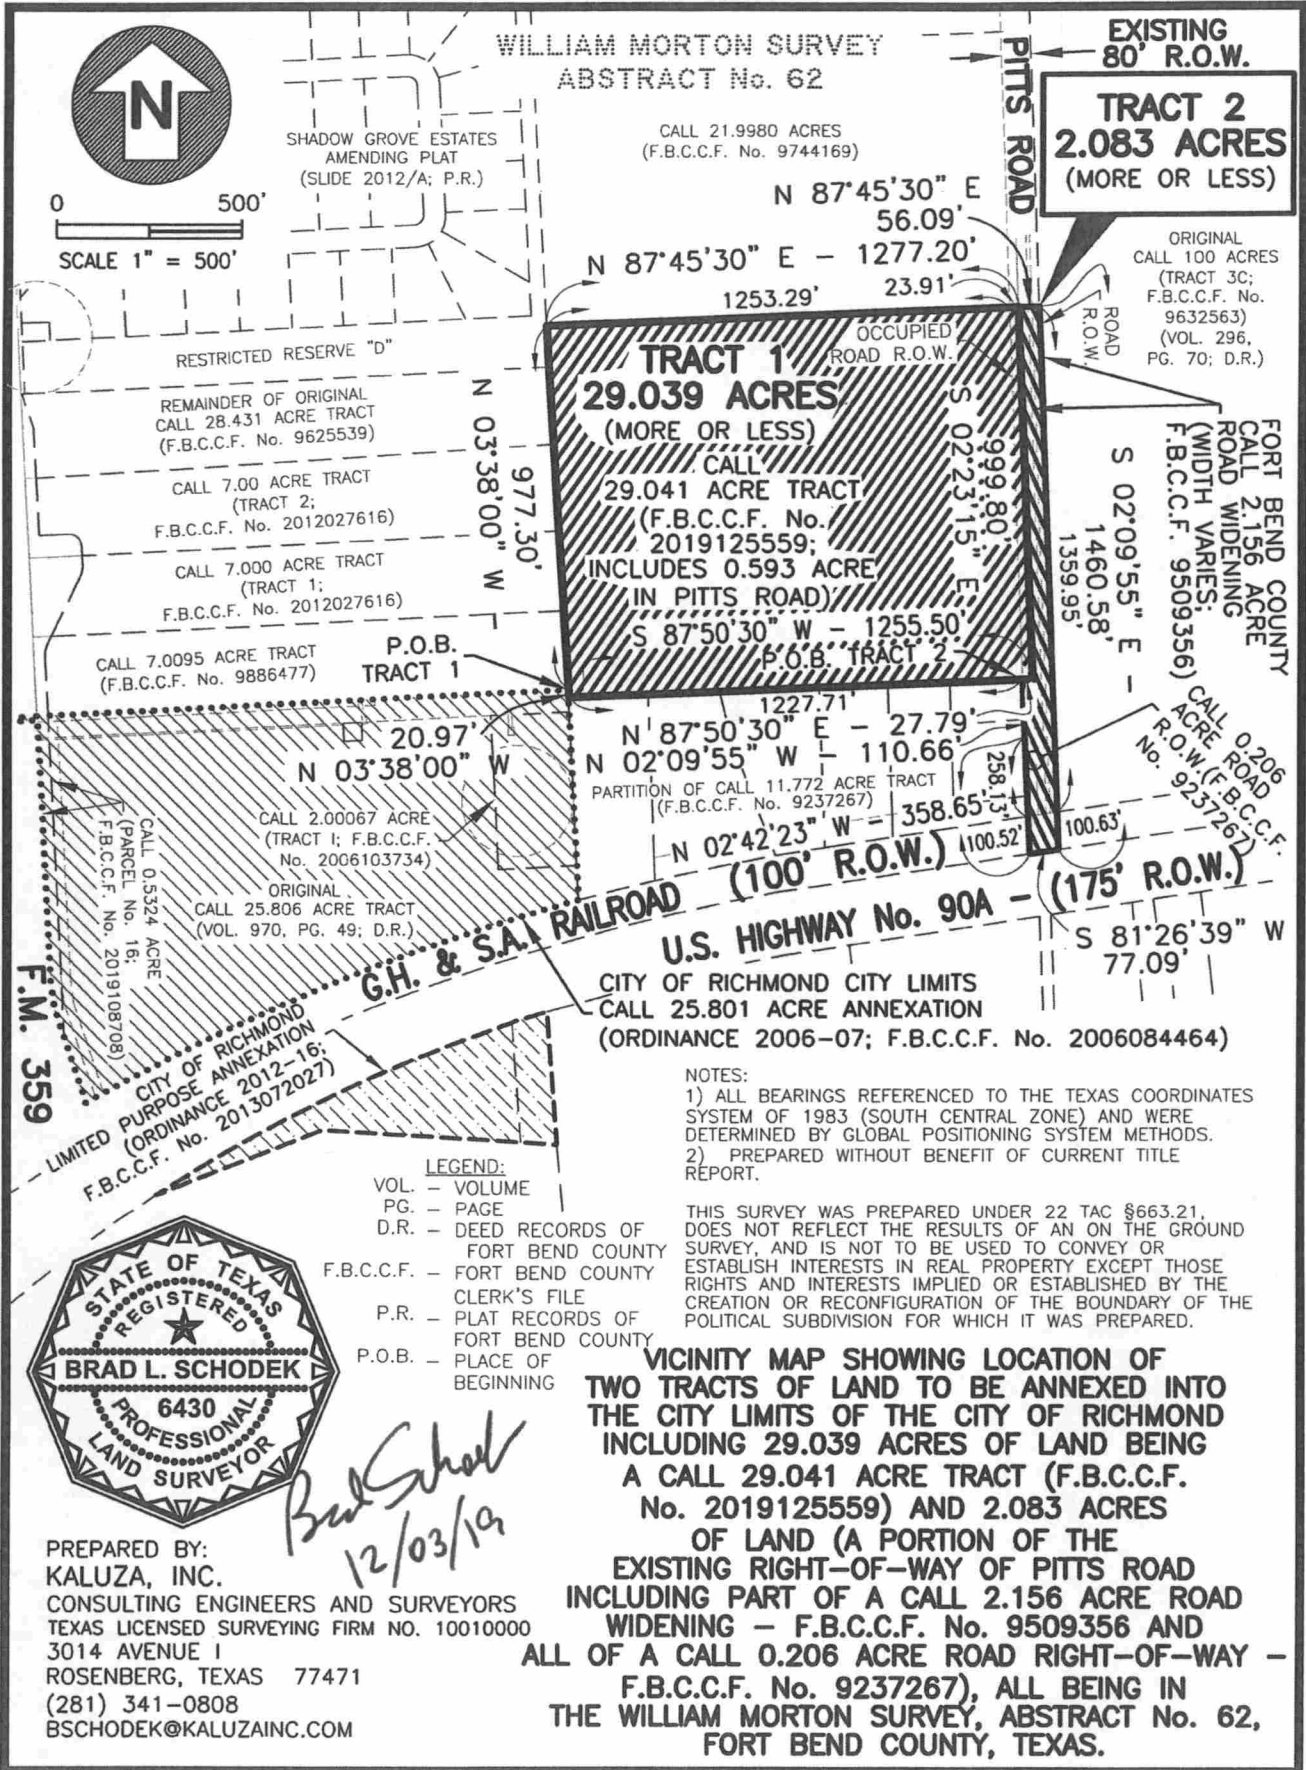 WILLIAM MORTON SURVEY
ABSTRACT No. 62
PITTS ROAD
EXISTING
80' R.O.W.
TRACT 2
2.083 ACRES
(MORE OR LESS)
N
0 500'
SCALE 1" = 500'
SHADOW GROVE ESTATES
AMENDING PLAT
(SLIDE 2012/A; P.R.)
CALL 21.9980 ACRES
(F.B.C.C.F. No. 9744169)
N 87°45'30" E
56.09'
N 87°45'30" E - 1277.20'
1253.29'
23.91'
ORIGINAL
CALL 100 ACRES
(TRACT 3C;
F.B.C.C.F. No.
9632563)
(VOL. 296,
PG. 70; D.R.)
ROAD
R.O.W.
RESTRICTED RESERVE "D"
REMAINDER OF ORIGINAL
CALL 28.431 ACRE TRACT
(F.B.C.C.F. No. 9625539)
CALL 7.00 ACRE TRACT
(TRACT 2;
F.B.C.C.F. No. 2012027616)
CALL 7.000 ACRE TRACT
(TRACT 1;
F.B.C.C.F. No. 2012027616)
CALL 7.0095 ACRE TRACT
(F.B.C.C.F. No. 9886477)
N 03°38'00" W
977.30'
OCCUPIED
ROAD R.O.W.
TRACT 1
29.039 ACRES
(MORE OR LESS)
CALL
29.041 ACRE TRACT
(F.B.C.C.F. No.
2019125559;
INCLUDES 0.593 ACRE
IN PITTS ROAD)
999.80'
S 02°23'15" E
S 87°50'30" W - 1255.50'
P.O.B. TRACT 2
P.O.B.
TRACT 1
FORT BEND COUNTY
CALL 2.156 ACRE
ROAD WIDENING
(WIDTH VARIES;
F.B.C.C.F. 9509356)
S 02°09'55" E -
1460.58'
1359.95'
CALL 0.206
ACRE ROAD
R.O.W.(F.B.C.C.F.
No. 9237267)
1227.71'
N 87°50'30" E - 27.79'
N 02°09'55" W - 110.66'
258.13'
PARTITION OF CALL 11.772 ACRE TRACT
(F.B.C.C.F. No. 9237267)
N 02°42'23" W - 358.65'
100.52'
100.63'
20.97'
N 03°38'00" W
CALL 2.00067 ACRE
(TRACT I; F.B.C.C.F.
No. 2006103734)
ORIGINAL
CALL 25.806 ACRE TRACT
(VOL. 970, PG. 49; D.R.)
CALL 0.5324 ACRE
(PARCEL No. 16;
F.B.C.C.F. No. 2019108708)
F.M. 359
G.H. & S.A. RAILROAD (100' R.O.W.)
U.S. HIGHWAY No. 90A - (175' R.O.W.)
S 81°26'39" W
77.09'
CITY OF RICHMOND CITY LIMITS
CALL 25.801 ACRE ANNEXATION
(ORDINANCE 2006-07; F.B.C.C.F. No. 2006084464)
CITY OF RICHMOND
LIMITED PURPOSE ANNEXATION
(ORDINANCE 2012-16;
F.B.C.C.F. No. 2013072027)
NOTES:
1) ALL BEARINGS REFERENCED TO THE TEXAS COORDINATES
SYSTEM OF 1983 (SOUTH CENTRAL ZONE) AND WERE
DETERMINED BY GLOBAL POSITIONING SYSTEM METHODS.
2) PREPARED WITHOUT BENEFIT OF CURRENT TITLE
REPORT.
THIS SURVEY WAS PREPARED UNDER 22 TAC §663.21,
DOES NOT REFLECT THE RESULTS OF AN ON THE GROUND
SURVEY, AND IS NOT TO BE USED TO CONVEY OR
ESTABLISH INTERESTS IN REAL PROPERTY EXCEPT THOSE
RIGHTS AND INTERESTS IMPLIED OR ESTABLISHED BY THE
CREATION OR RECONFIGURATION OF THE BOUNDARY OF THE
POLITICAL SUBDIVISION FOR WHICH IT WAS PREPARED.
LEGEND:
VOL. - VOLUME
PG. - PAGE
D.R. - DEED RECORDS OF
FORT BEND COUNTY
F.B.C.C.F. - FORT BEND COUNTY
CLERK'S FILE
P.R. - PLAT RECORDS OF
FORT BEND COUNTY
P.O.B. - PLACE OF
BEGINNING
STATE OF TEXAS
REGISTERED
BRAD L. SCHODEK
6430
PROFESSIONAL
LAND SURVEYOR
Brad Schodek
12/03/19
PREPARED BY:
KALUZA, INC.
CONSULTING ENGINEERS AND SURVEYORS
TEXAS LICENSED SURVEYING FIRM NO. 10010000
3014 AVENUE I
ROSENBERG, TEXAS 77471
(281) 341-0808
BSCHODEK@KALUZAINC.COM
VICINITY MAP SHOWING LOCATION OF
TWO TRACTS OF LAND TO BE ANNEXED INTO
THE CITY LIMITS OF THE CITY OF RICHMOND
INCLUDING 29.039 ACRES OF LAND BEING
A CALL 29.041 ACRE TRACT (F.B.C.C.F.
No. 2019125559) AND 2.083 ACRES
OF LAND (A PORTION OF THE
EXISTING RIGHT-OF-WAY OF PITTS ROAD
INCLUDING PART OF A CALL 2.156 ACRE ROAD
WIDENING - F.B.C.C.F. No. 9509356 AND
ALL OF A CALL 0.206 ACRE ROAD RIGHT-OF-WAY -
F.B.C.C.F. No. 9237267), ALL BEING IN
THE WILLIAM MORTON SURVEY, ABSTRACT No. 62,
FORT BEND COUNTY, TEXAS.